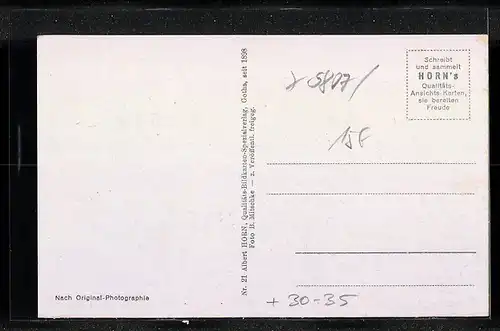 Schreibt
und sammelt
HORN's
Qualitäts-
Ansichts-Karten,
sie bereiten
Freude
Nr. 21 Albert HORN, Qualitäts-Bildkarten-Spezialverlag, Gotha, seit 1898
Foto B. Mitschke — z. Veröffentl. freigeg.
Nach Original-Photographie
+ 30-35